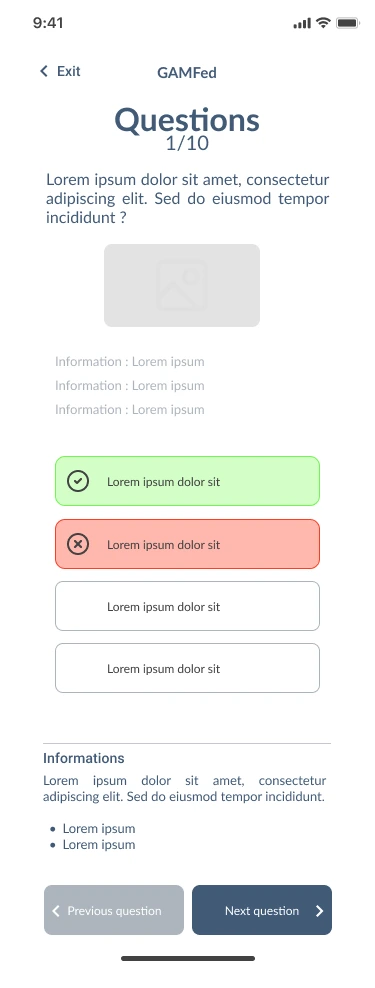 9:41
Exit
GAMFed
Questions
1/10
Lorem ipsum dolor sit amet, consectetur
adipiscing elit. Sed do eiusmod tempor
incididunt ?
Information : Lorem ipsum
Information : Lorem ipsum
Information : Lorem ipsum
Lorem ipsum dolor sit
Lorem ipsum dolor sit
Lorem ipsum dolor sit
Lorem ipsum dolor sit
Informations
Lorem ipsum dolor sit amet, consectetur
adipiscing elit. Sed do eiusmod tempor incididunt.
• Lorem ipsum
• Lorem ipsum
Previous question
Next question